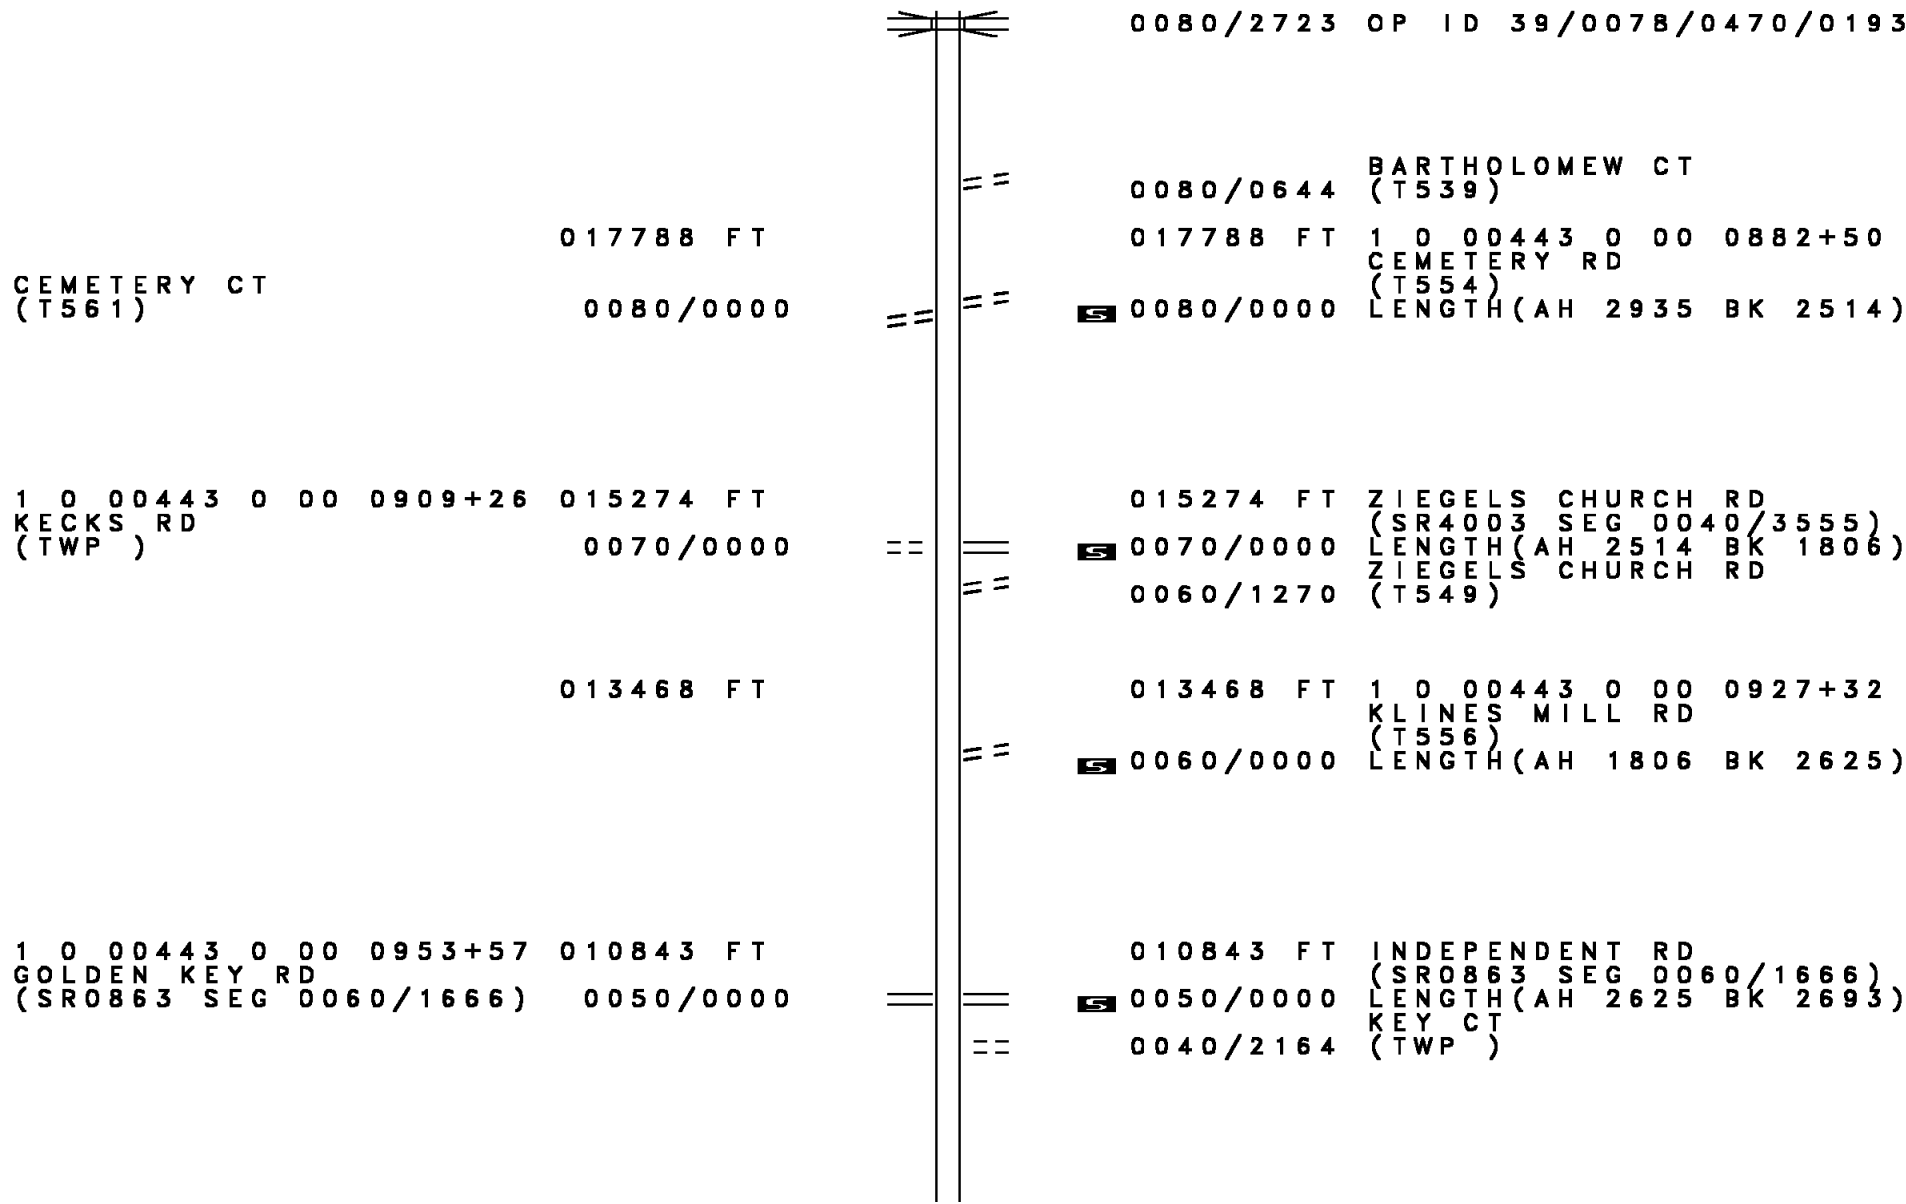 0080/2723 OP ID 39/0078/0470/0193
BARTHOLOMEW CT
0080/0644 (T539)
017788 FT 017788 FT 1 0 00443 0 00 0882+50
CEMETERY RD
CEMETERY CT (T554)
(T561) 0080/0000 S 0080/0000 LENGTH(AH 2935 BK 2514)
1 0 00443 0 00 0909+26 015274 FT 015274 FT ZIEGELS CHURCH RD
KECKS RD (SR4003 SEG 0040/3555)
(TWP ) 0070/0000 S 0070/0000 LENGTH(AH 2514 BK 1806)
ZIEGELS CHURCH RD
0060/1270 (T549)
013468 FT 013468 FT 1 0 00443 0 00 0927+32
KLINES MILL RD
(T556)
S 0060/0000 LENGTH(AH 1806 BK 2625)
1 0 00443 0 00 0953+57 010843 FT 010843 FT INDEPENDENT RD
GOLDEN KEY RD (SR0863 SEG 0060/1666)
(SR0863 SEG 0060/1666) 0050/0000 S 0050/0000 LENGTH(AH 2625 BK 2693)
KEY CT
0040/2164 (TWP )